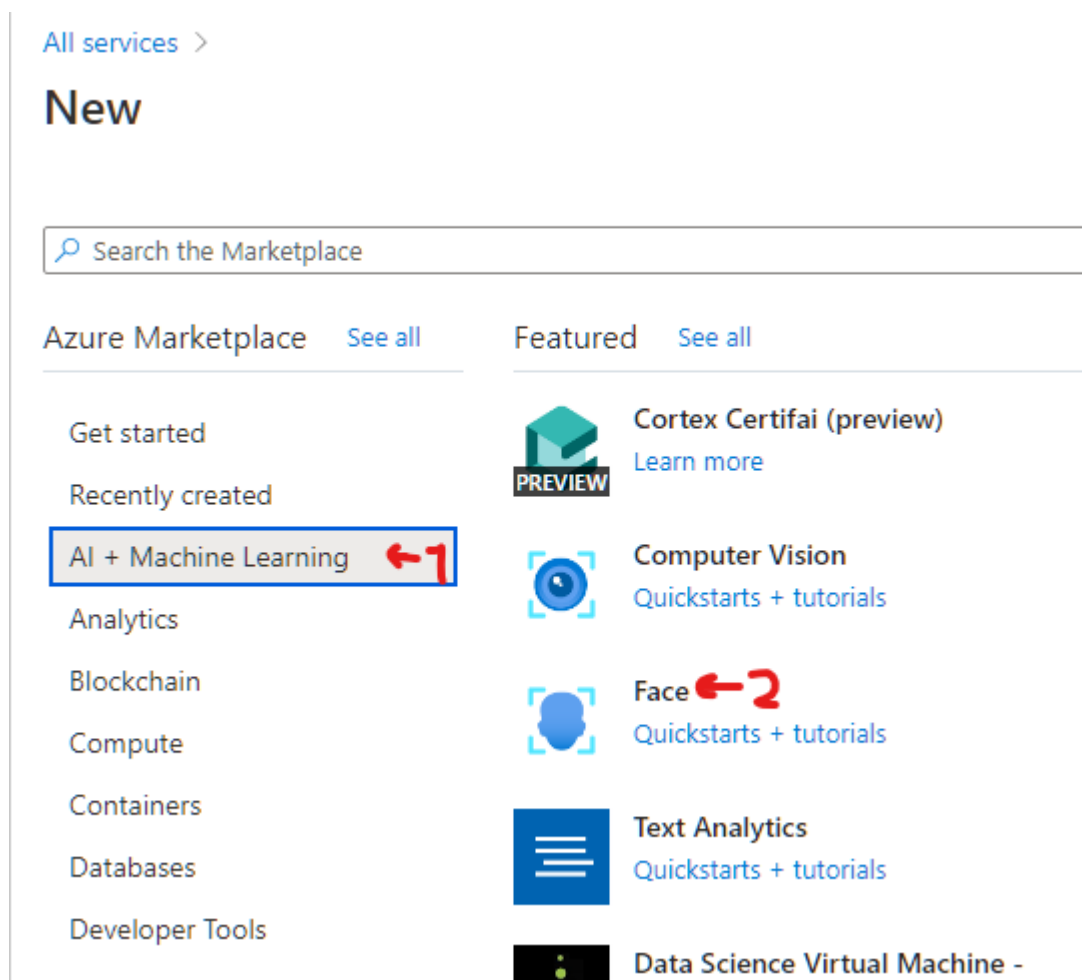 All services >
New
Search the Marketplace
Azure Marketplace See all
Get started
Recently created
AI + Machine Learning ←1
Analytics
Blockchain
Compute
Containers
Databases
Developer Tools
Featured See all
Cortex Certifai (preview)
Learn more
PREVIEW
Computer Vision
Quickstarts + tutorials
Face ←2
Quickstarts + tutorials
Text Analytics
Quickstarts + tutorials
Data Science Virtual Machine -